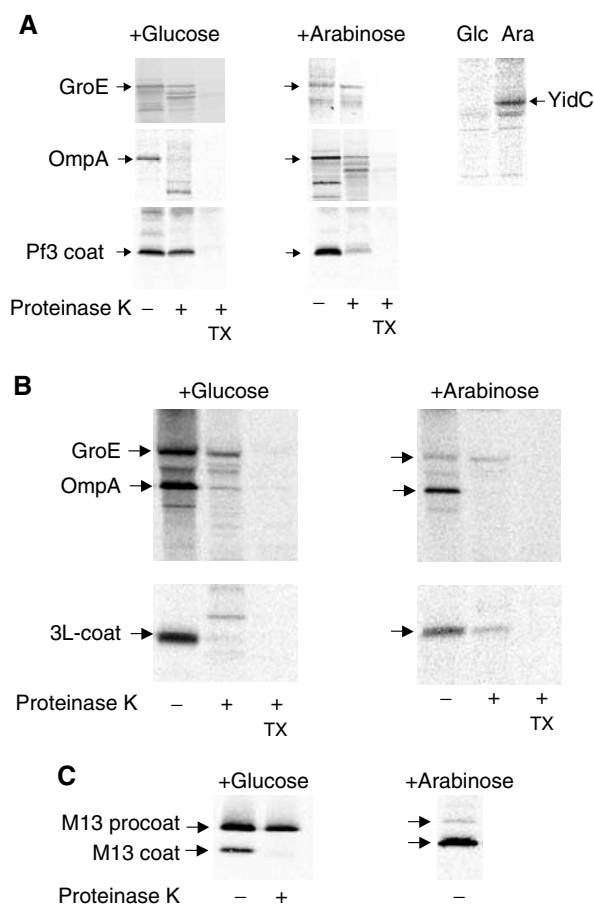 A
+Glucose +Arabinose Glc Ara
GroE
YidC
OmpA
Pf3 coat
Proteinase K – + + – + +
TX TX
B
+Glucose +Arabinose
GroE
OmpA
3L-coat
Proteinase K – + + – + +
TX TX
C
+Glucose +Arabinose
M13 procoat
M13 coat
Proteinase K – + –